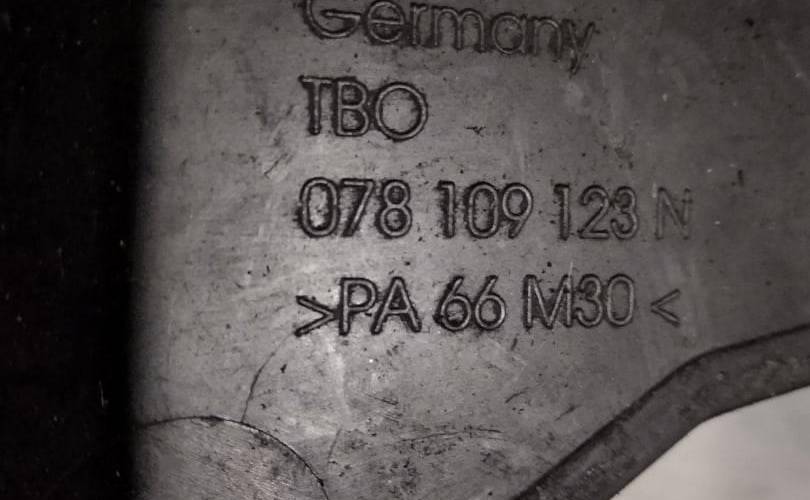 Germany
TBO
078 109 123 N
>PA 66 M30<